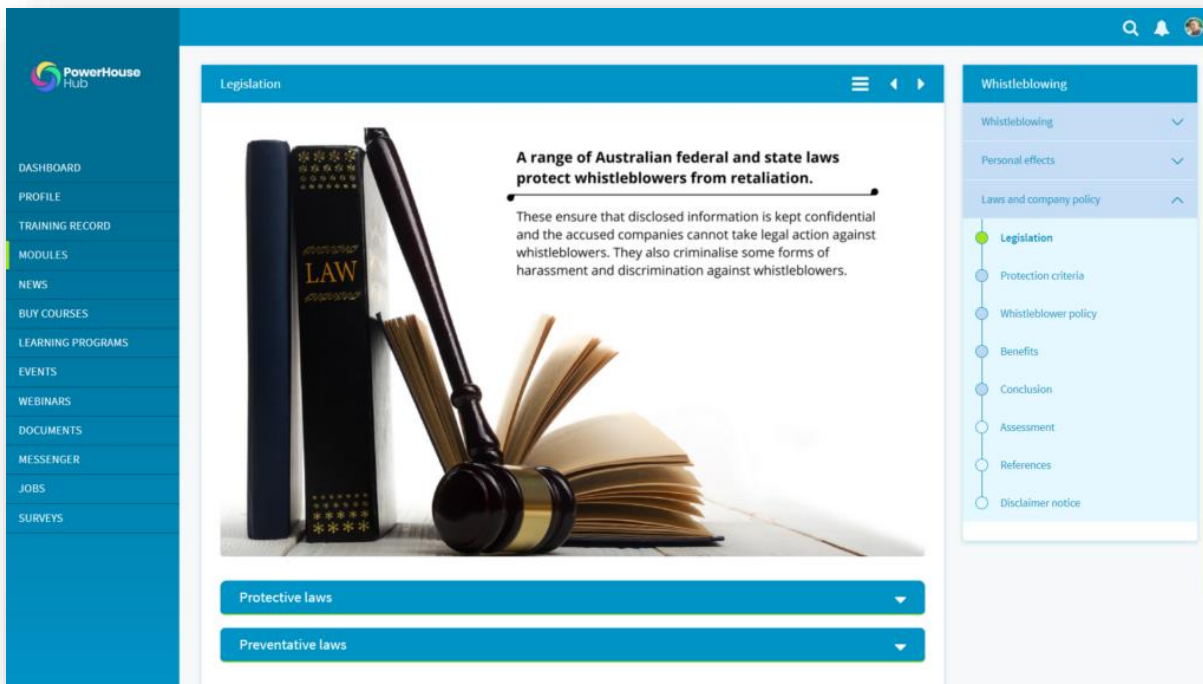 PowerHouse
Hub
DASHBOARD
PROFILE
TRAINING RECORD
MODULES
NEWS
BUY COURSES
LEARNING PROGRAMS
EVENTS
WEBINARS
DOCUMENTS
MESSENGER
JOBS
SURVEYS
Legislation
A range of Australian federal and state laws
protect whistleblowers from retaliation.
These ensure that disclosed information is kept confidential
and the accused companies cannot take legal action against
whistleblowers. They also criminalise some forms of
harassment and discrimination against whistleblowers.
LAW
Protective laws
Preventative laws
Whistleblowing
Whistleblowing
Personal effects
Laws and company policy
Legislation
Protection criteria
Whistleblower policy
Benefits
Conclusion
Assessment
References
Disclaimer notice